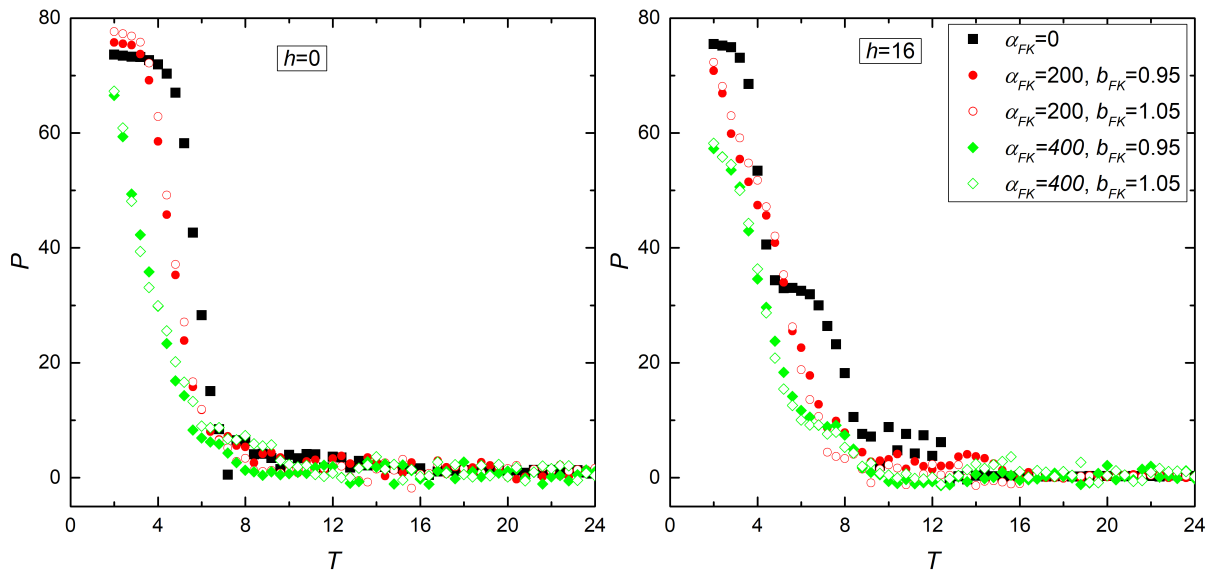 h=0
80
60
40
20
0
P
0 4 8 12 16 20 24
T
h=16
α_FK=0
α_FK=200, b_FK=0.95
α_FK=200, b_FK=1.05
α_FK=400, b_FK=0.95
α_FK=400, b_FK=1.05
80
60
40
20
0
P
0 4 8 12 16 20 24
T